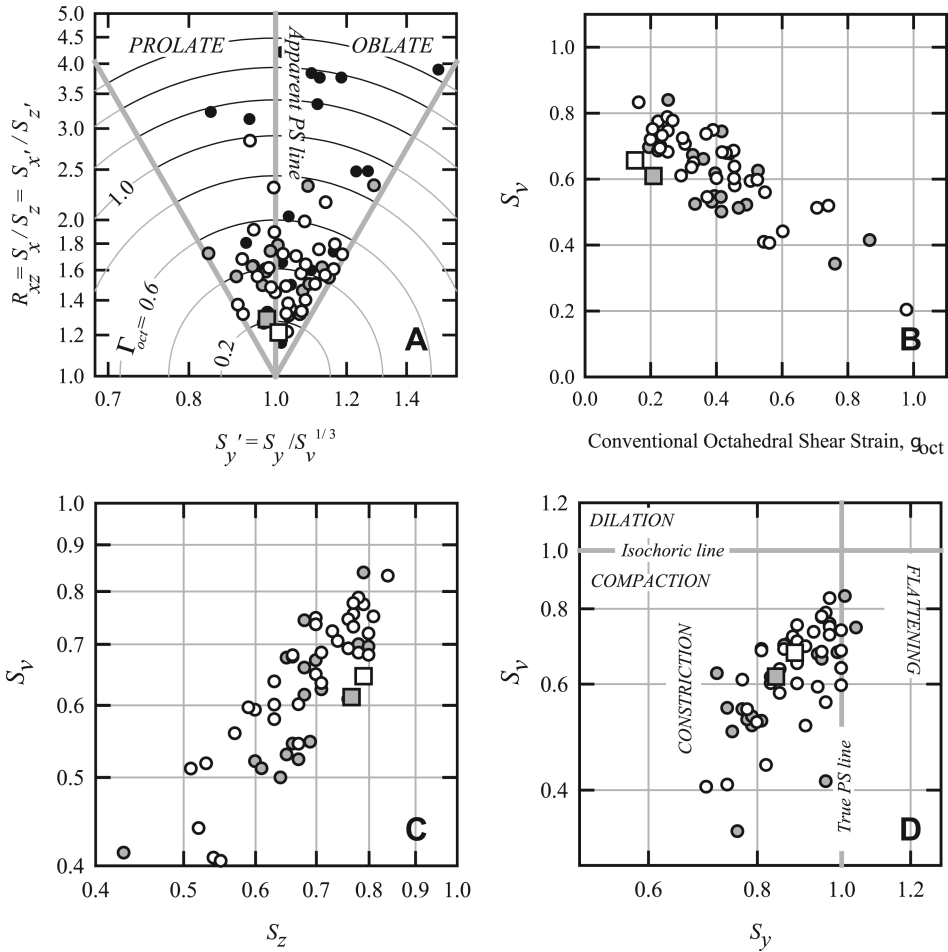 5.0
4.5
4.0
3.5
3.0
2.5
2.0
1.8
1.6
1.4
1.2
1.0
R_xz = S_x / S_z = S_x' / S_z'
PROLATE
OBLATE
Apparent PS line
1.0
Γ_oct = 0.6
0.2
A
0.7 0.8 1.0 1.2 1.4
S_y' = S_y / S_v^1/3
1.0
0.8
0.6
0.4
0.2
0.0
S_v
B
0.0 0.2 0.4 0.6 0.8 1.0
Conventional Octahedral Shear Strain, g_oct
1.0
0.9
0.8
0.7
0.6
0.5
0.4
S_v
C
0.4 0.5 0.6 0.7 0.8 0.9 1.0
S_z
1.2
1.0
0.8
0.6
0.4
S_v
DILATION
Isochoric line
COMPACTION
CONSTRICTION
FLATTENING
True PS line
D
0.6 0.8 1.0 1.2
S_y